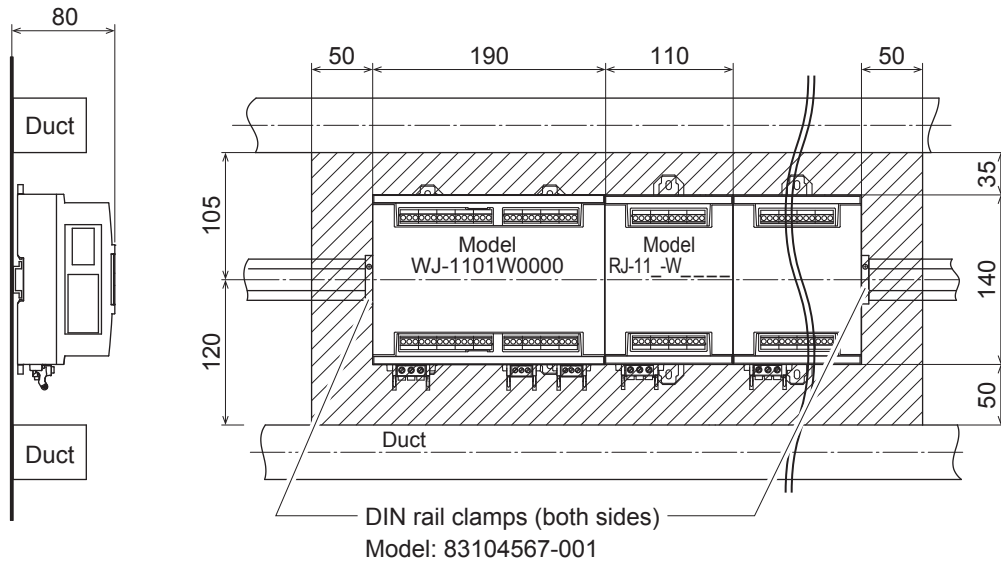 80
50
190
110
50
Duct
35
105
Model
WJ-1101W0000
Model
RJ-11_-W_ _ _ _
140
120
50
Duct
Duct
DIN rail clamps (both sides)
Model: 83104567-001